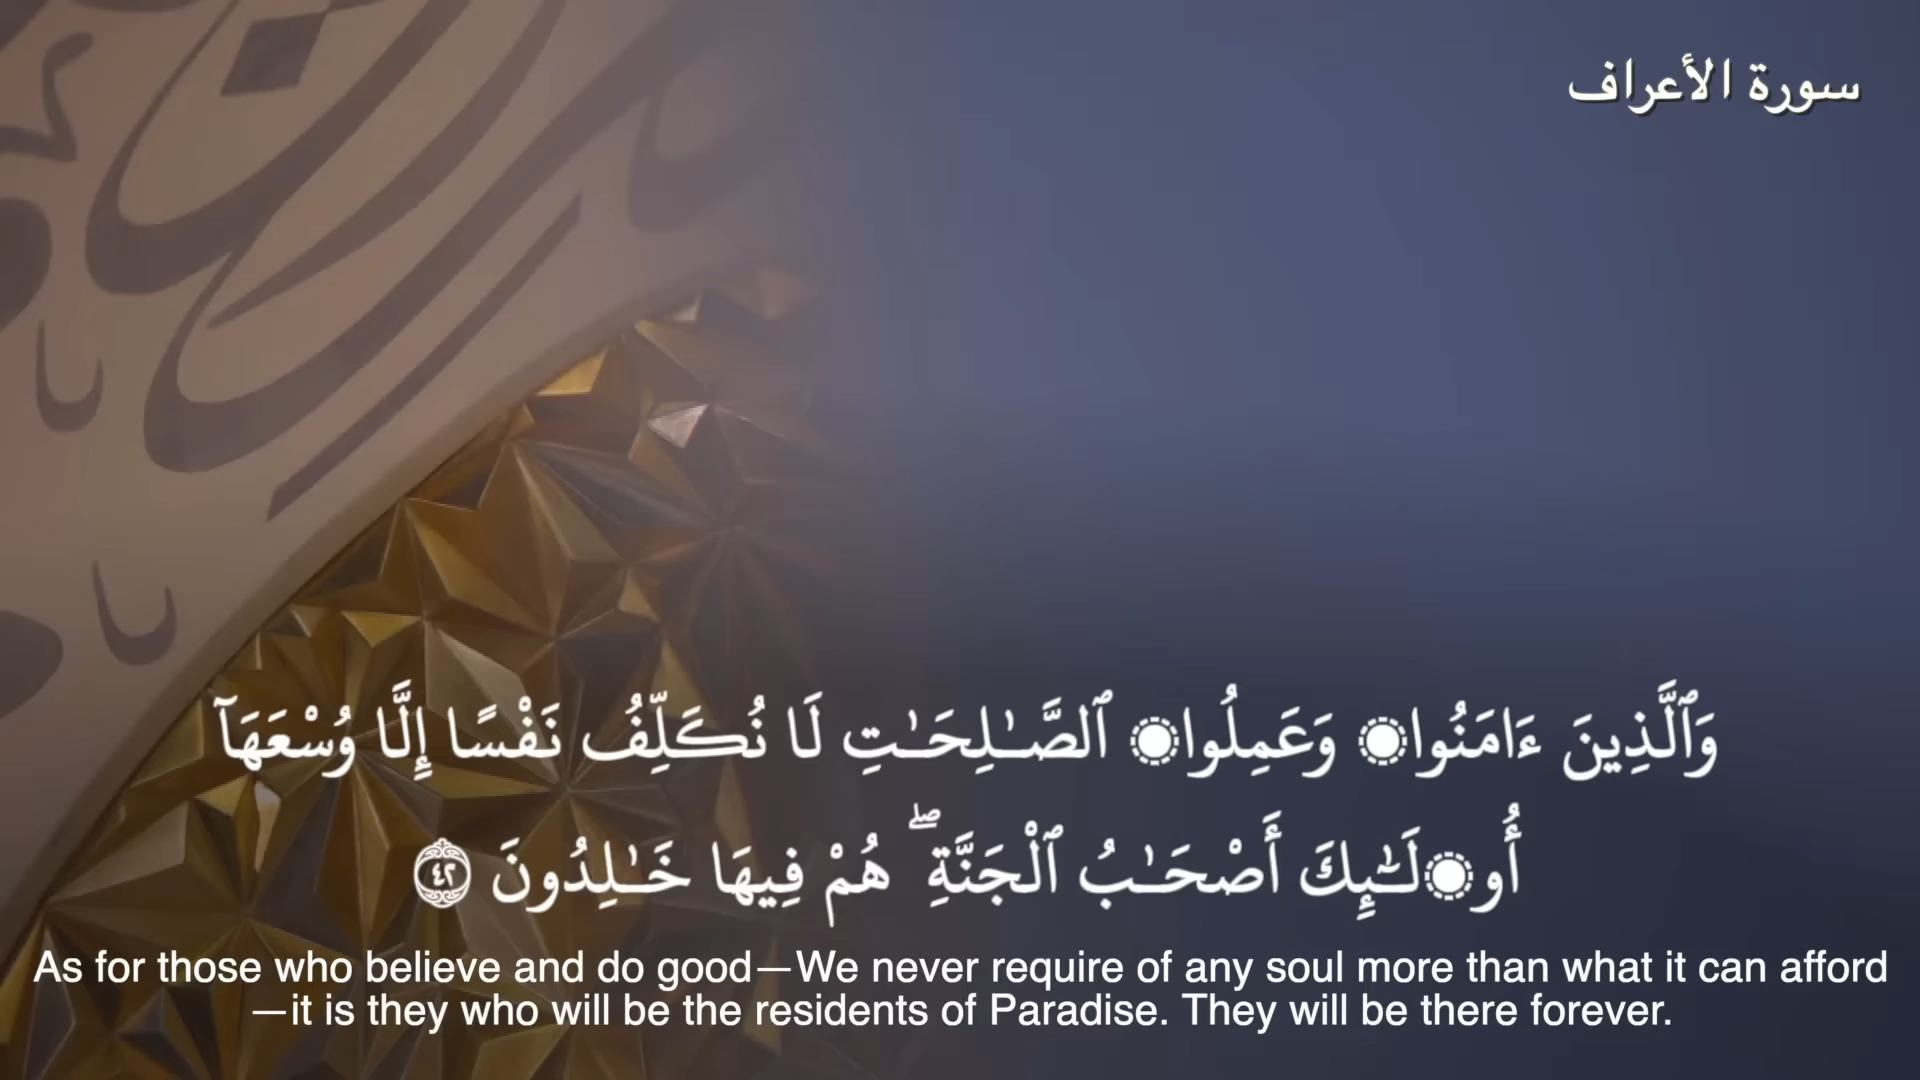 سورة الأعراف
وَٱلَّذِينَ ءَامَنُوا۟ وَعَمِلُوا۟ ٱلصَّـٰلِحَـٰتِ لَا نُكَلِّفُ نَفْسًا إِلَّا وُسْعَهَآ
أُو۟لَـٰٓئِكَ أَصْحَـٰبُ ٱلْجَنَّةِ ۖ هُمْ فِيهَا خَـٰلِدُونَ ٤٢
As for those who believe and do good—We never require of any soul more than what it can afford
—it is they who will be the residents of Paradise. They will be there forever.